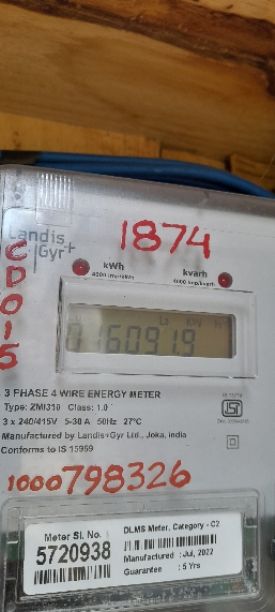 1874
Landis
Gyr+
CD015
kWh
kvarh
016091.9
3 PHASE 4 WIRE ENERGY METER
Type: ZMI310 Class: 1.0
3 x 240/415V 5-30 A 50Hz 27°C
Manufactured by Landis+Gyr Ltd., Joka, India
Conforms to IS 15959
1000798326
Meter Sl. No.
5720938
DLMS Meter, Category - C2
Manufactured : Jul, 2022
Guarantee : 5 Yrs